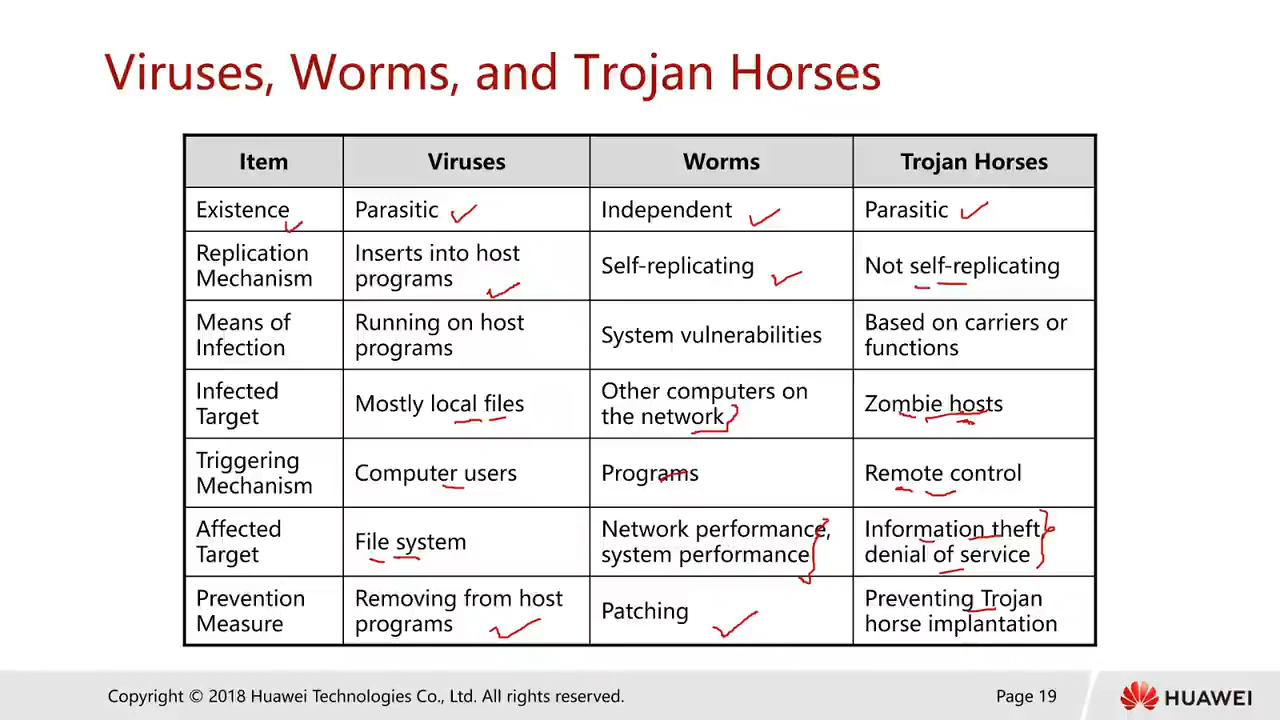 Viruses, Worms, and Trojan Horses
Item Viruses Worms Trojan Horses
Existence Parasitic Independent Parasitic
Replication Mechanism Inserts into host programs Self-replicating Not self-replicating
Means of Infection Running on host programs System vulnerabilities Based on carriers or functions
Infected Target Mostly local files Other computers on the network Zombie hosts
Triggering Mechanism Computer users Programs Remote control
Affected Target File system Network performance, system performance Information theft denial of service
Prevention Measure Removing from host programs Patching Preventing Trojan horse implantation
Copyright © 2018 Huawei Technologies Co., Ltd. All rights reserved.
Page 19
HUAWEI